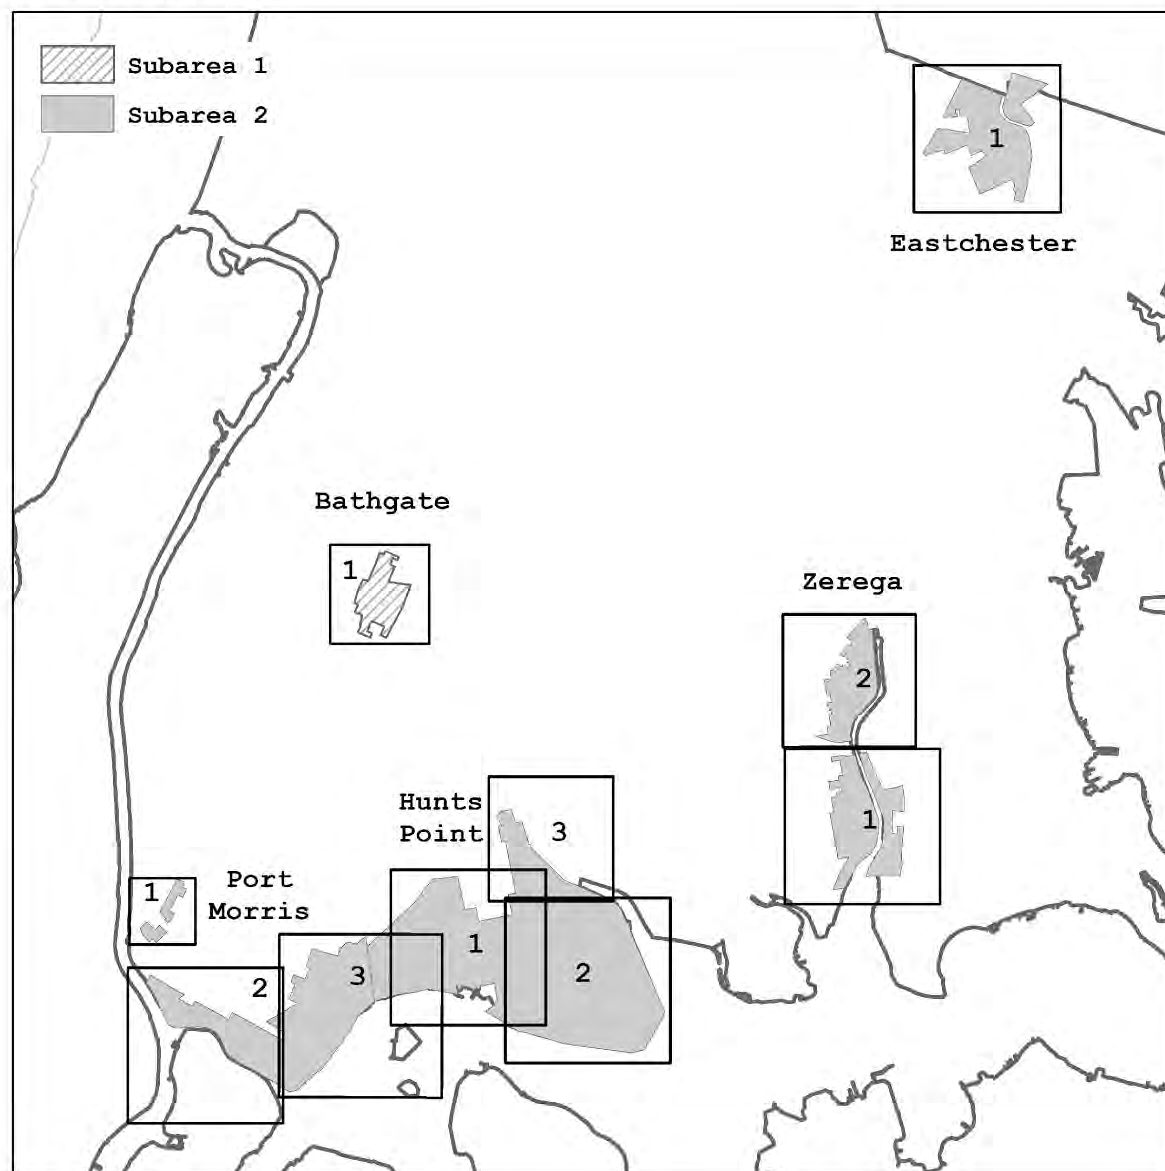 Subarea 1
Subarea 2
1
Eastchester
Bathgate
1
Zerega
2
1
Hunts
Point
3
1
2
Port
Morris
1
2
3